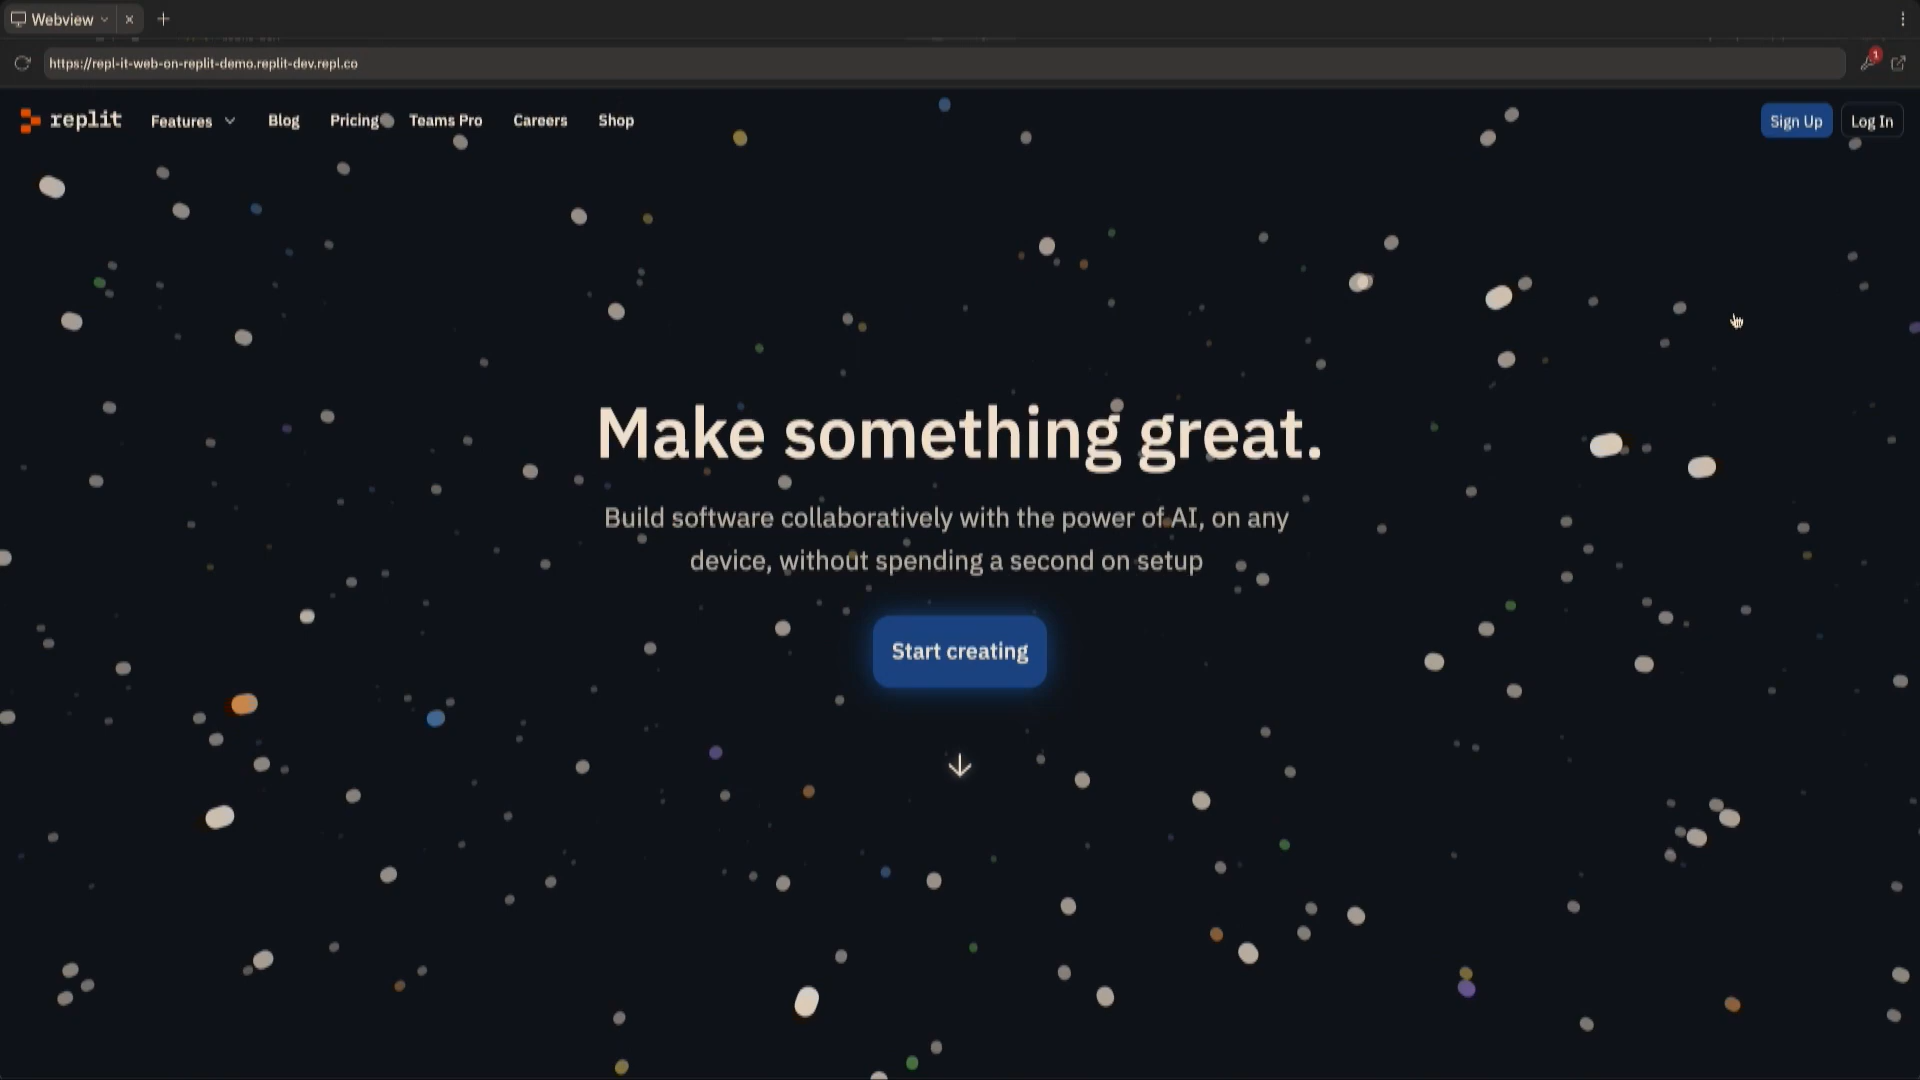 Webview
https://repl-it-web-on-replit-demo.replit-dev.repl.co
1
replit
Features
Blog
Pricing
Teams Pro
Careers
Shop
Sign Up
Log In
Make something great.
Build software collaboratively with the power of AI, on any
device, without spending a second on setup
Start creating